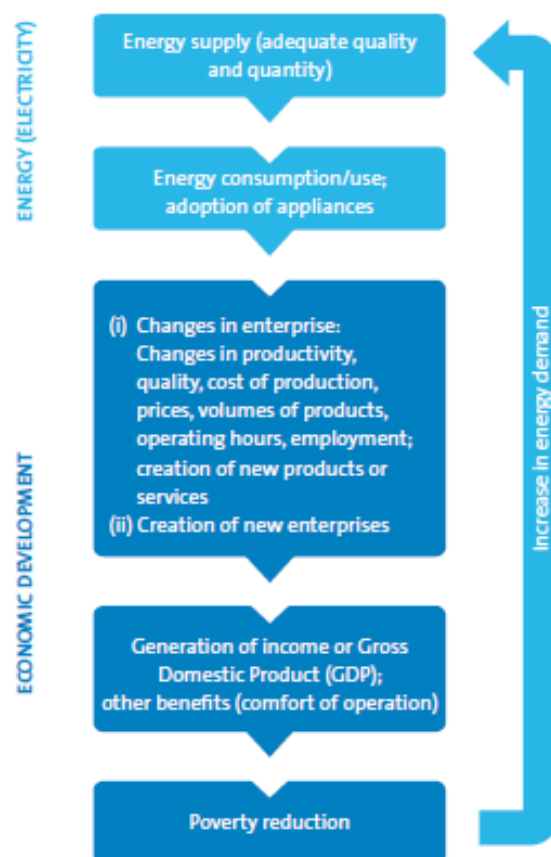 ENERGY (ELECTRICITY)
Energy supply (adequate quality
and quantity)
Energy consumption/use;
adoption of appliances
ECONOMIC DEVELOPMENT
(i) Changes in enterprise:
Changes in productivity,
quality, cost of production,
prices, volumes of products,
operating hours, employment;
creation of new products or
services
(ii) Creation of new enterprises
Generation of income or Gross
Domestic Product (GDP);
other benefits (comfort of operation)
Poverty reduction
Increase in energy demand